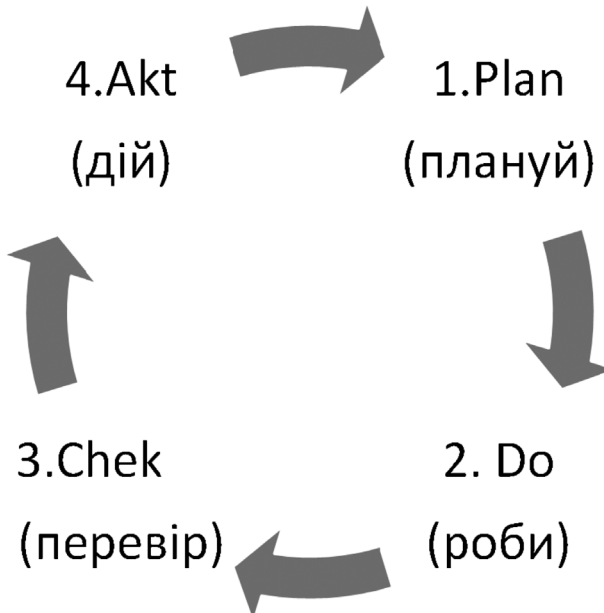 4.Akt
(дій)
1.Plan
(плануй)
3.Chek
(перевір)
2. Do
(роби)